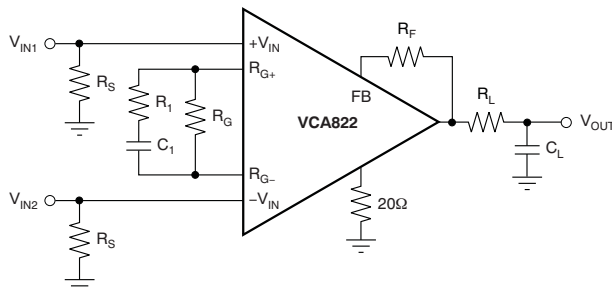 V_IN1
+V_IN
R_F
R_S
R_G+
FB
R_1
R_G
R_L
VCA822
V_OUT
C_1
C_L
R_G−
V_IN2
−V_IN
20Ω
R_S